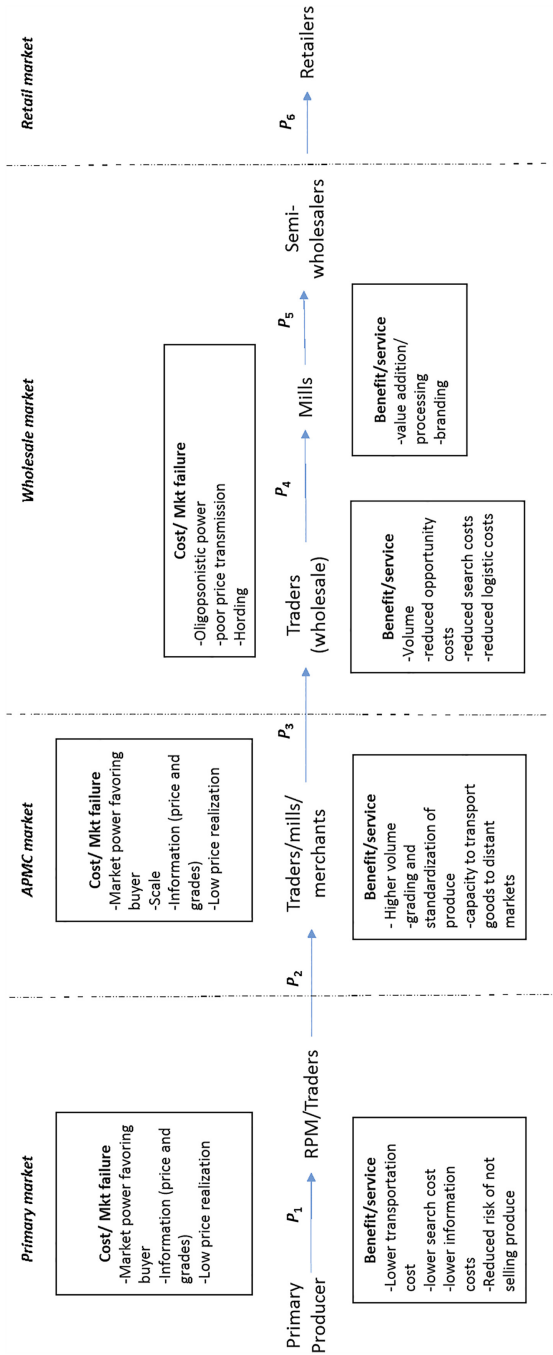 Primary market
Cost/ Mkt failure
-Market power favoring
buyer
-Information (price and
grades)
-Low price realization
Primary
Producer
P1
RPM/Traders
Benefit/service
-Lower transportation
cost
-lower search cost
-lower information
costs
-Reduced risk of not
selling produce
P2
APMC market
Cost/ Mkt failure
-Market power favoring
buyer
-Scale
-Information (price and
grades)
-Low price realization
Traders/mills/
merchants
Benefit/service
- Higher volume
-grading and
standardization of
produce
-capacity to transport
goods to distant
markets
P3
Wholesale market
Cost/ Mkt failure
-Oligopsonistic power
-poor price transmission
-Hording
Traders
(wholesale)
P4
Mills
P5
Semi-
wholesalers
Benefit/service
-Volume
-reduced opportunity
costs
-reduced search costs
-reduced logistic costs
Benefit/service
-value addition/
processing
-branding
Retail market
P6
Retailers